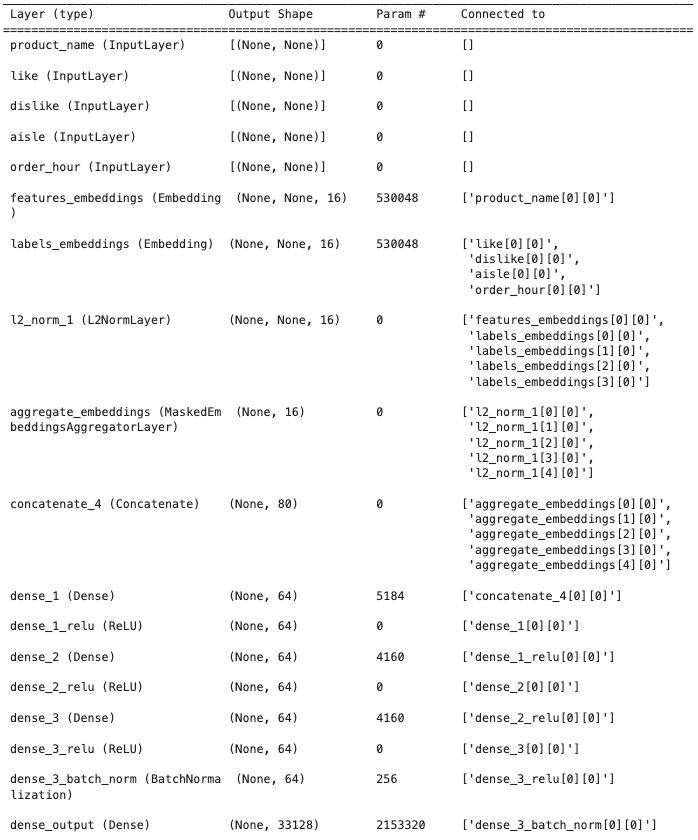 Layer (type) Output Shape Param # Connected to
==================================================================================================
product_name (InputLayer) [(None, None)] 0 []
like (InputLayer) [(None, None)] 0 []
dislike (InputLayer) [(None, None)] 0 []
aisle (InputLayer) [(None, None)] 0 []
order_hour (InputLayer) [(None, None)] 0 []
features_embeddings (Embedding (None, None, 16) 530048 ['product_name[0][0]']
)
labels_embeddings (Embedding) (None, None, 16) 530048 ['like[0][0]',
'dislike[0][0]',
'aisle[0][0]',
'order_hour[0][0]']
l2_norm_1 (L2NormLayer) (None, None, 16) 0 ['features_embeddings[0][0]',
'labels_embeddings[0][0]',
'labels_embeddings[1][0]',
'labels_embeddings[2][0]',
'labels_embeddings[3][0]']
aggregate_embeddings (MaskedEm (None, 16) 0 ['l2_norm_1[0][0]',
beddingsAggregatorLayer) 'l2_norm_1[1][0]',
'l2_norm_1[2][0]',
'l2_norm_1[3][0]',
'l2_norm_1[4][0]']
concatenate_4 (Concatenate) (None, 80) 0 ['aggregate_embeddings[0][0]',
'aggregate_embeddings[1][0]',
'aggregate_embeddings[2][0]',
'aggregate_embeddings[3][0]',
'aggregate_embeddings[4][0]']
dense_1 (Dense) (None, 64) 5184 ['concatenate_4[0][0]']
dense_1_relu (ReLU) (None, 64) 0 ['dense_1[0][0]']
dense_2 (Dense) (None, 64) 4160 ['dense_1_relu[0][0]']
dense_2_relu (ReLU) (None, 64) 0 ['dense_2[0][0]']
dense_3 (Dense) (None, 64) 4160 ['dense_2_relu[0][0]']
dense_3_relu (ReLU) (None, 64) 0 ['dense_3[0][0]']
dense_3_batch_norm (BatchNorma (None, 64) 256 ['dense_3_relu[0][0]']
lization)
dense_output (Dense) (None, 33128) 2153320 ['dense_3_batch_norm[0][0]']